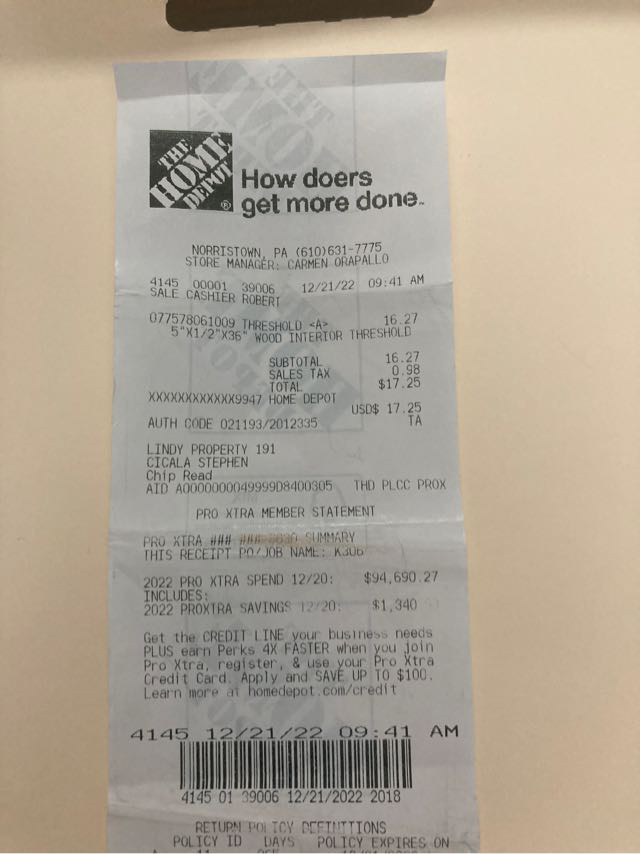 THE
HOME
DEPOT
How doers
get more done.
NORRISTOWN, PA (610)631-7775
STORE MANAGER: CARMEN ORAPALLO
4145 00001 39006 12/21/22 09:41 AM
SALE CASHIER ROBERT
077578061009 THRESHOLD <A> 16.27
5"X1/2"X36" WOOD INTERIOR THRESHOLD
SUBTOTAL 16.27
SALES TAX 0.98
TOTAL $17.25
XXXXXXXXXXXX9947 HOME DEPOT
USD$ 17.25
AUTH CODE 021193/2012335 TA
LINDY PROPERTY 191
CICALA STEPHEN
Chip Read
AID A0000000049999D8400305 THD PLCC PROX
PRO XTRA MEMBER STATEMENT
PRO XTRA ### ### SUMMARY
THIS RECEIPT PO/JOB NAME: K306
2022 PRO XTRA SPEND 12/20: $94,690.27
INCLUDES:
2022 PROXTRA SAVINGS 12/20: $1,340
Get the CREDIT LINE your business needs
PLUS earn Perks 4X FASTER when you join
Pro Xtra, register, & use your Pro Xtra
Credit Card. Apply and SAVE UP TO $100.
Learn more at homedepot.com/credit
4145 12/21/22 09:41 AM
4145 01 39006 12/21/2022 2018
RETURN POLICY DEFINITIONS
POLICY ID DAYS POLICY EXPIRES ON